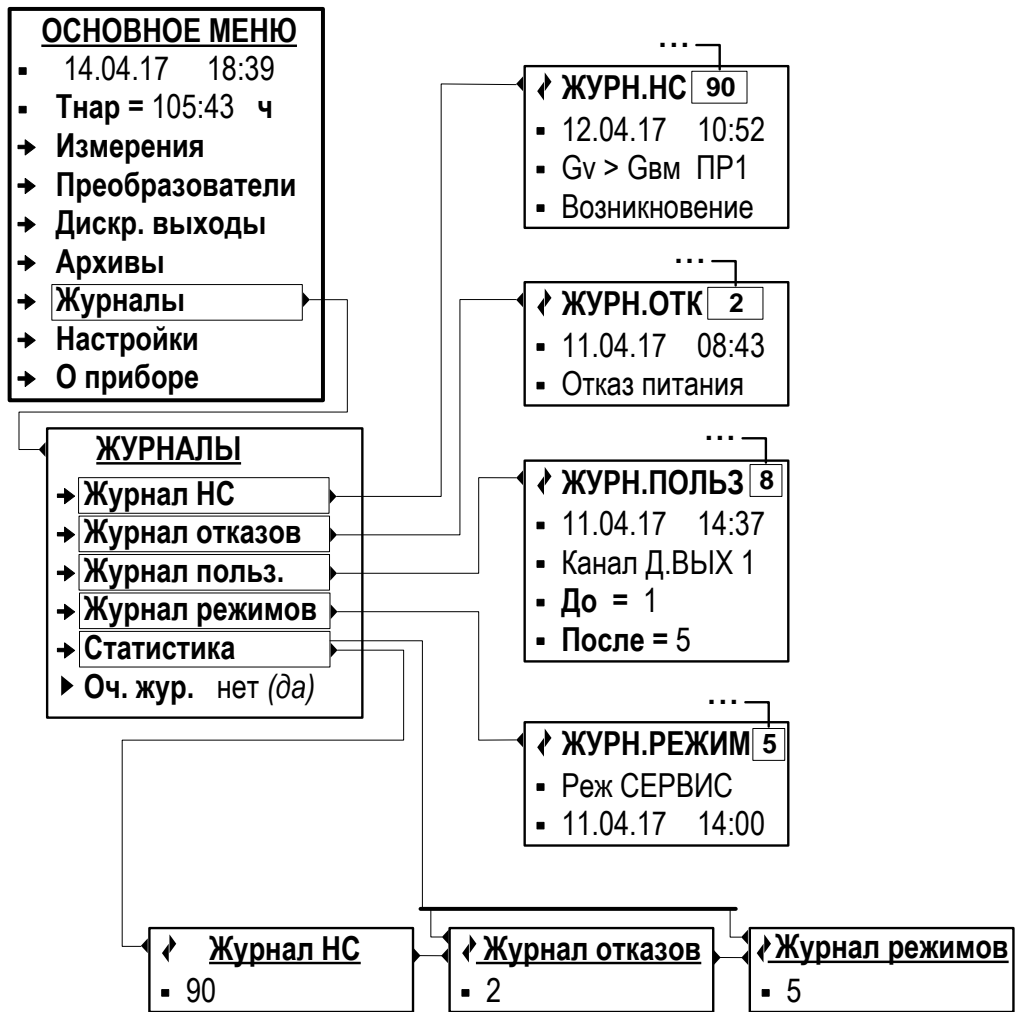 ОСНОВНОЕ МЕНЮ
14.04.17 18:39
Тнар = 105:43 ч
Измерения
Преобразователи
Дискр. выходы
Архивы
Журналы
Настройки
О приборе
ЖУРНАЛЫ
Журнал НС
Журнал отказов
Журнал польз.
Журнал режимов
Статистика
Оч. жур. нет (да)
...
ЖУРН.НС 90
12.04.17 10:52
Gv > Gвм ПР1
Возникновение
...
ЖУРН.ОТК 2
11.04.17 08:43
Отказ питания
...
ЖУРН.ПОЛЬЗ 8
11.04.17 14:37
Канал Д.ВЫХ 1
До = 1
После = 5
...
ЖУРН.РЕЖИМ 5
Реж СЕРВИС
11.04.17 14:00
Журнал НС
90
Журнал отказов
2
Журнал режимов
5